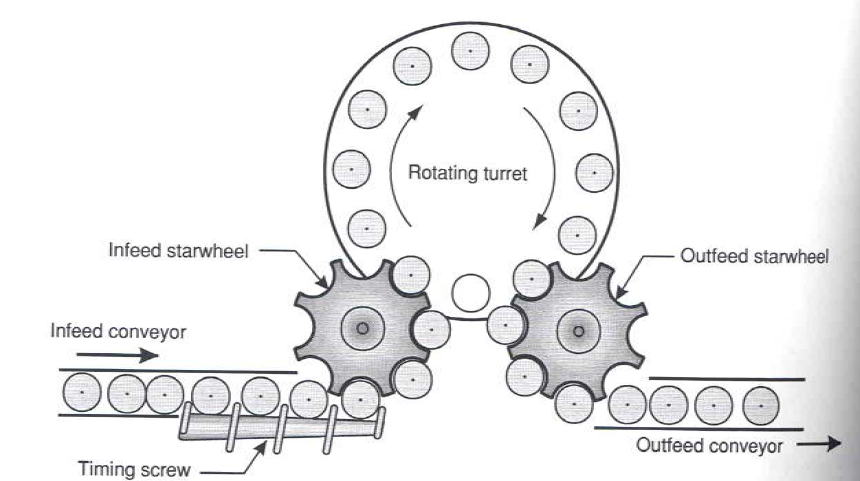 Rotating turret
Infeed starwheel
Outfeed starwheel
Infeed conveyor
Outfeed conveyor
Timing screw